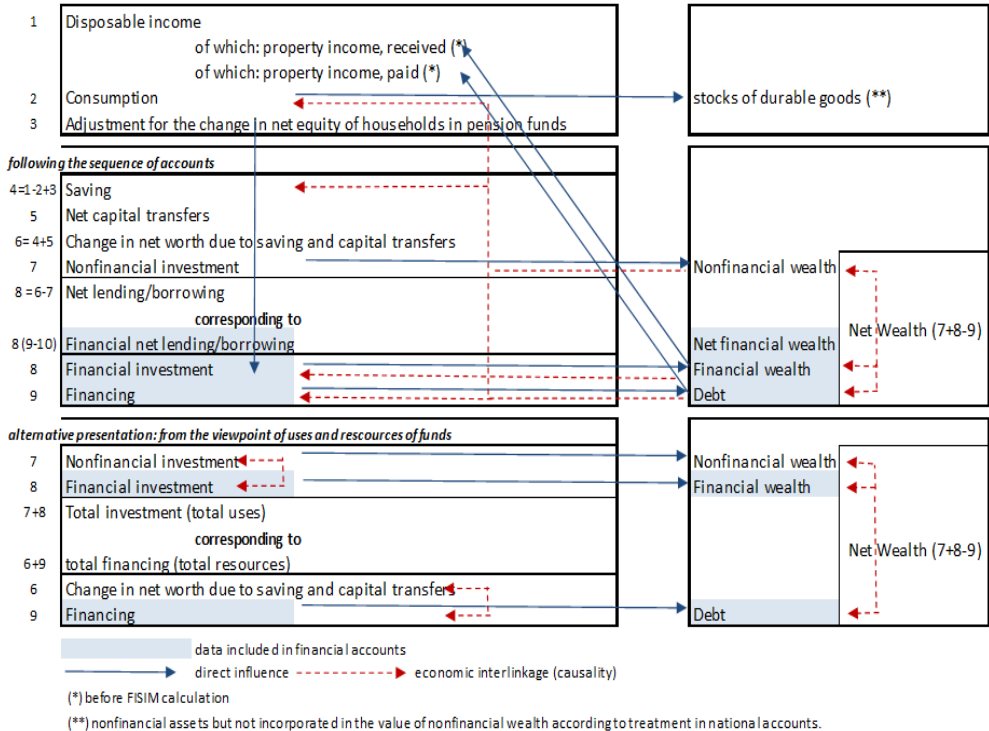 1 Disposable income
of which: property income, received (*)
of which: property income, paid (*)
2 Consumption stocks of durable goods (**)
3 Adjustment for the change in net equity of households in pension funds
following the sequence of accounts
4=1-2+3 Saving
5 Net capital transfers
6= 4+5 Change in net worth due to saving and capital transfers
7 Nonfinancial investment Nonfinancial wealth
8 =6-7 Net lending/borrowing
corresponding to Net Wealth (7+8-9)
8 (9-10) Financial net lending/borrowing Net financial wealth
8 Financial investment Financial wealth
9 Financing Debt
alternative presentation: from the viewpoint of uses and rescources of funds
7 Nonfinancial investment Nonfinancial wealth
8 Financial investment Financial wealth
7+8 Total investment (total uses)
corresponding to Net Wealth (7+8-9)
6+9 total financing (total resources)
6 Change in net worth due to saving and capital transfers
9 Financing Debt
data included in financial accounts
direct influence economic interlinkage (causality)
(*) before FISIM calculation
(**) nonfinancial assets but not incorporated in the value of nonfinancial wealth according to treatment in national accounts.